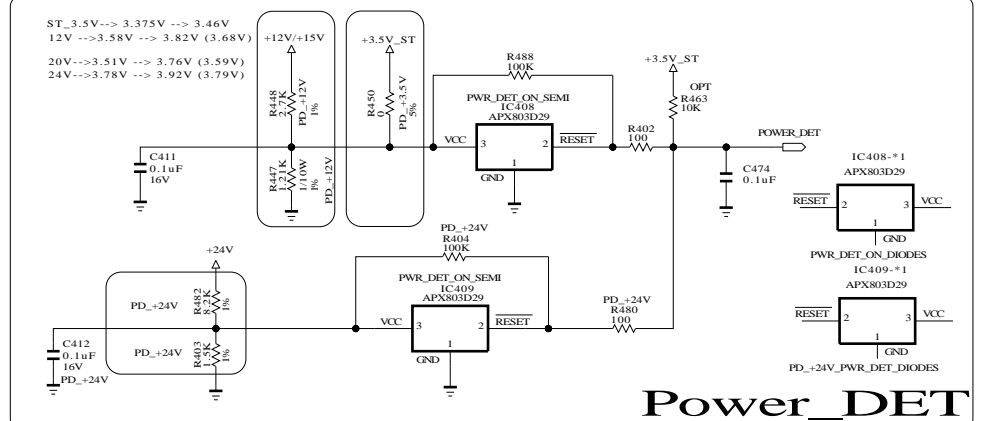 ST_3.5V--> 3.375V --> 3.46V
12V -->3.58V --> 3.82V (3.68V)
20V-->3.51V --> 3.76V (3.59V)
24V-->3.78V --> 3.92V (3.79V)
+12V/+15V
R448
2.7K
PD_+12V
1%
R447
1.21K
1/10W
1%
PD_+12V
+3.5V_ST
R450
0
PD_+3.5V
5%
C411
0.1uF
16V
R488
100K
PWR_DET_ON_SEMI
IC408
APX803D29
VCC
3
2
RESET
1
GND
R402
100
+3.5V_ST
OPT
R463
10K
POWER_DET
C474
0.1uF
IC408-*1
APX803D29
RESET
2
3
VCC
1
GND
PWR_DET_ON_DIODES
+24V
PD_+24V
R482
8.2K
1%
PD_+24V
R403
1.5K
1%
C412
0.1uF
16V
PD_+24V
PD_+24V
R404
100K
PWR_DET_ON_SEMI
IC409
APX803D29
VCC
3
2
RESET
1
GND
PD_+24V
R480
100
IC409-*1
APX803D29
RESET
2
3
VCC
1
GND
PD_+24V_PWR_DET_DIODES
Power_DET